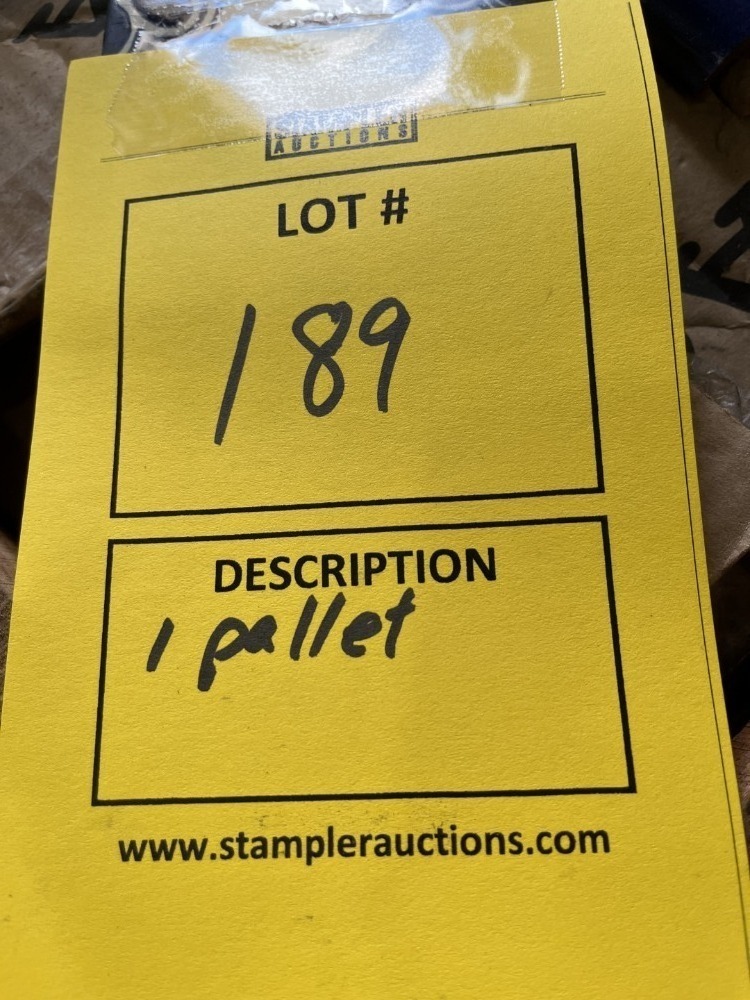 AUCTIONS
LOT #
189
DESCRIPTION
1 pallet
www.stamplerauctions.com